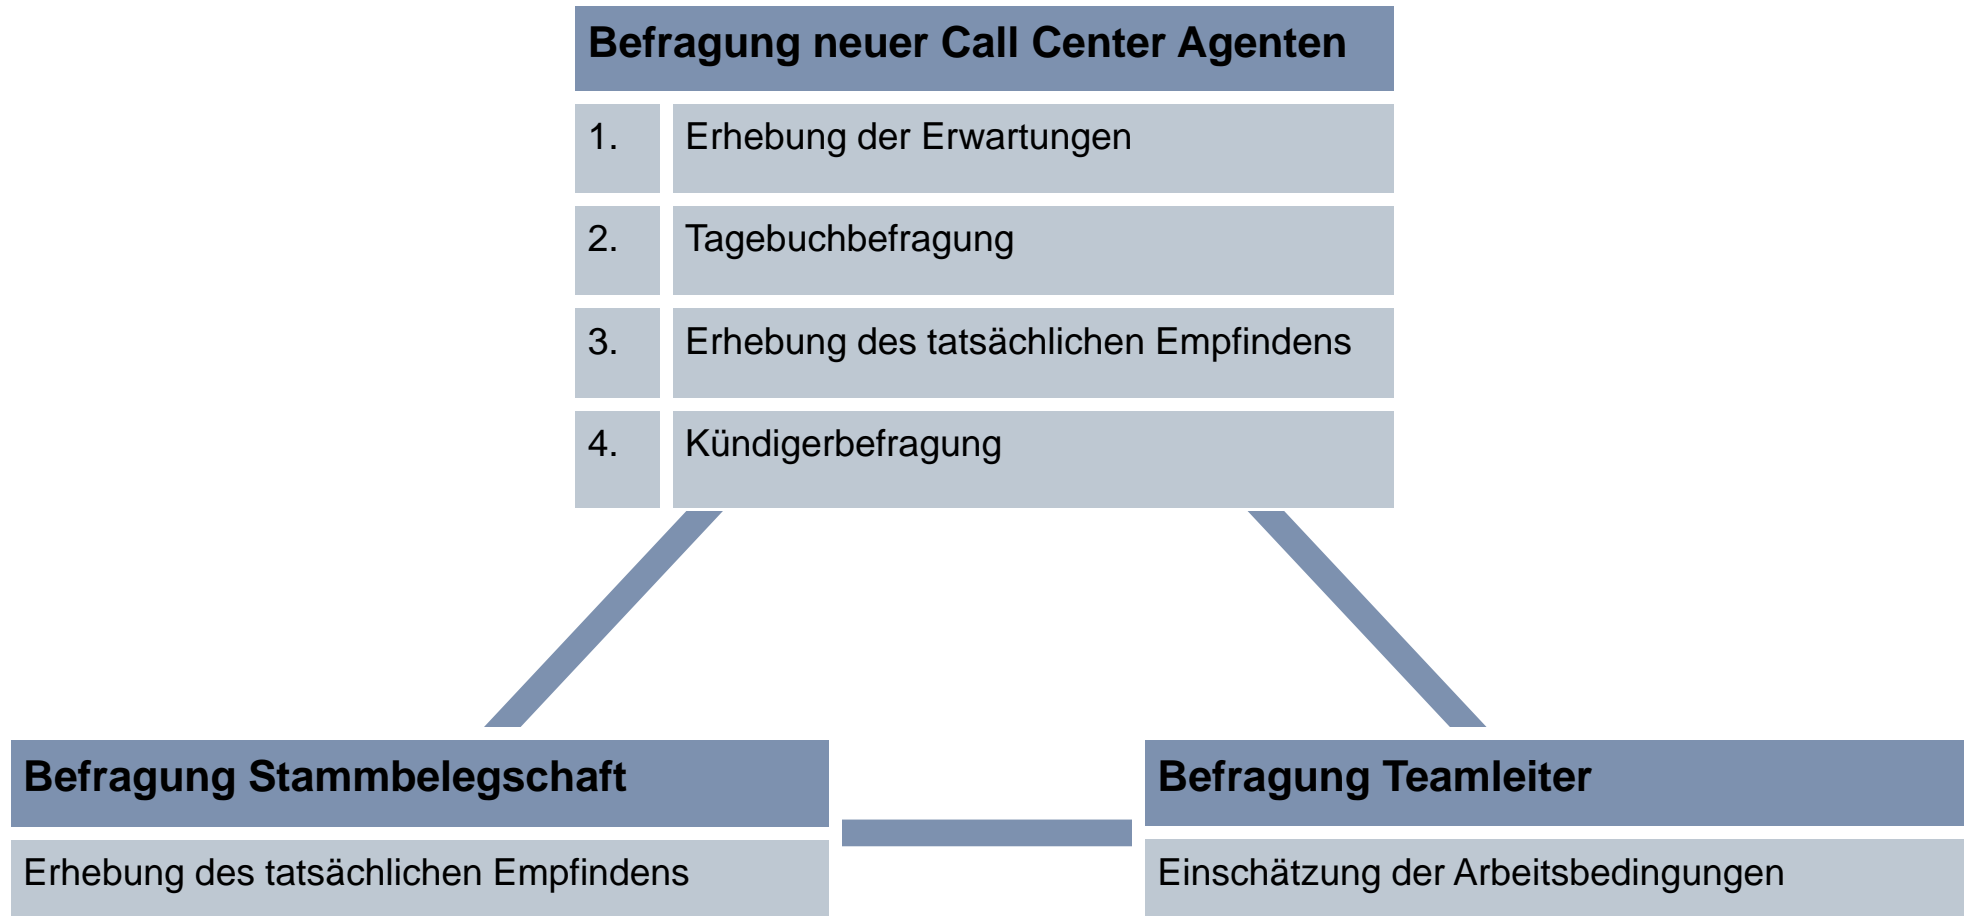 Befragung neuer Call Center Agenten
1. Erhebung der Erwartungen
2. Tagebuchbefragung
3. Erhebung des tatsächlichen Empfindens
4. Kündigerbefragung
Befragung Stammbelegschaft
Erhebung des tatsächlichen Empfindens
Befragung Teamleiter
Einschätzung der Arbeitsbedingungen